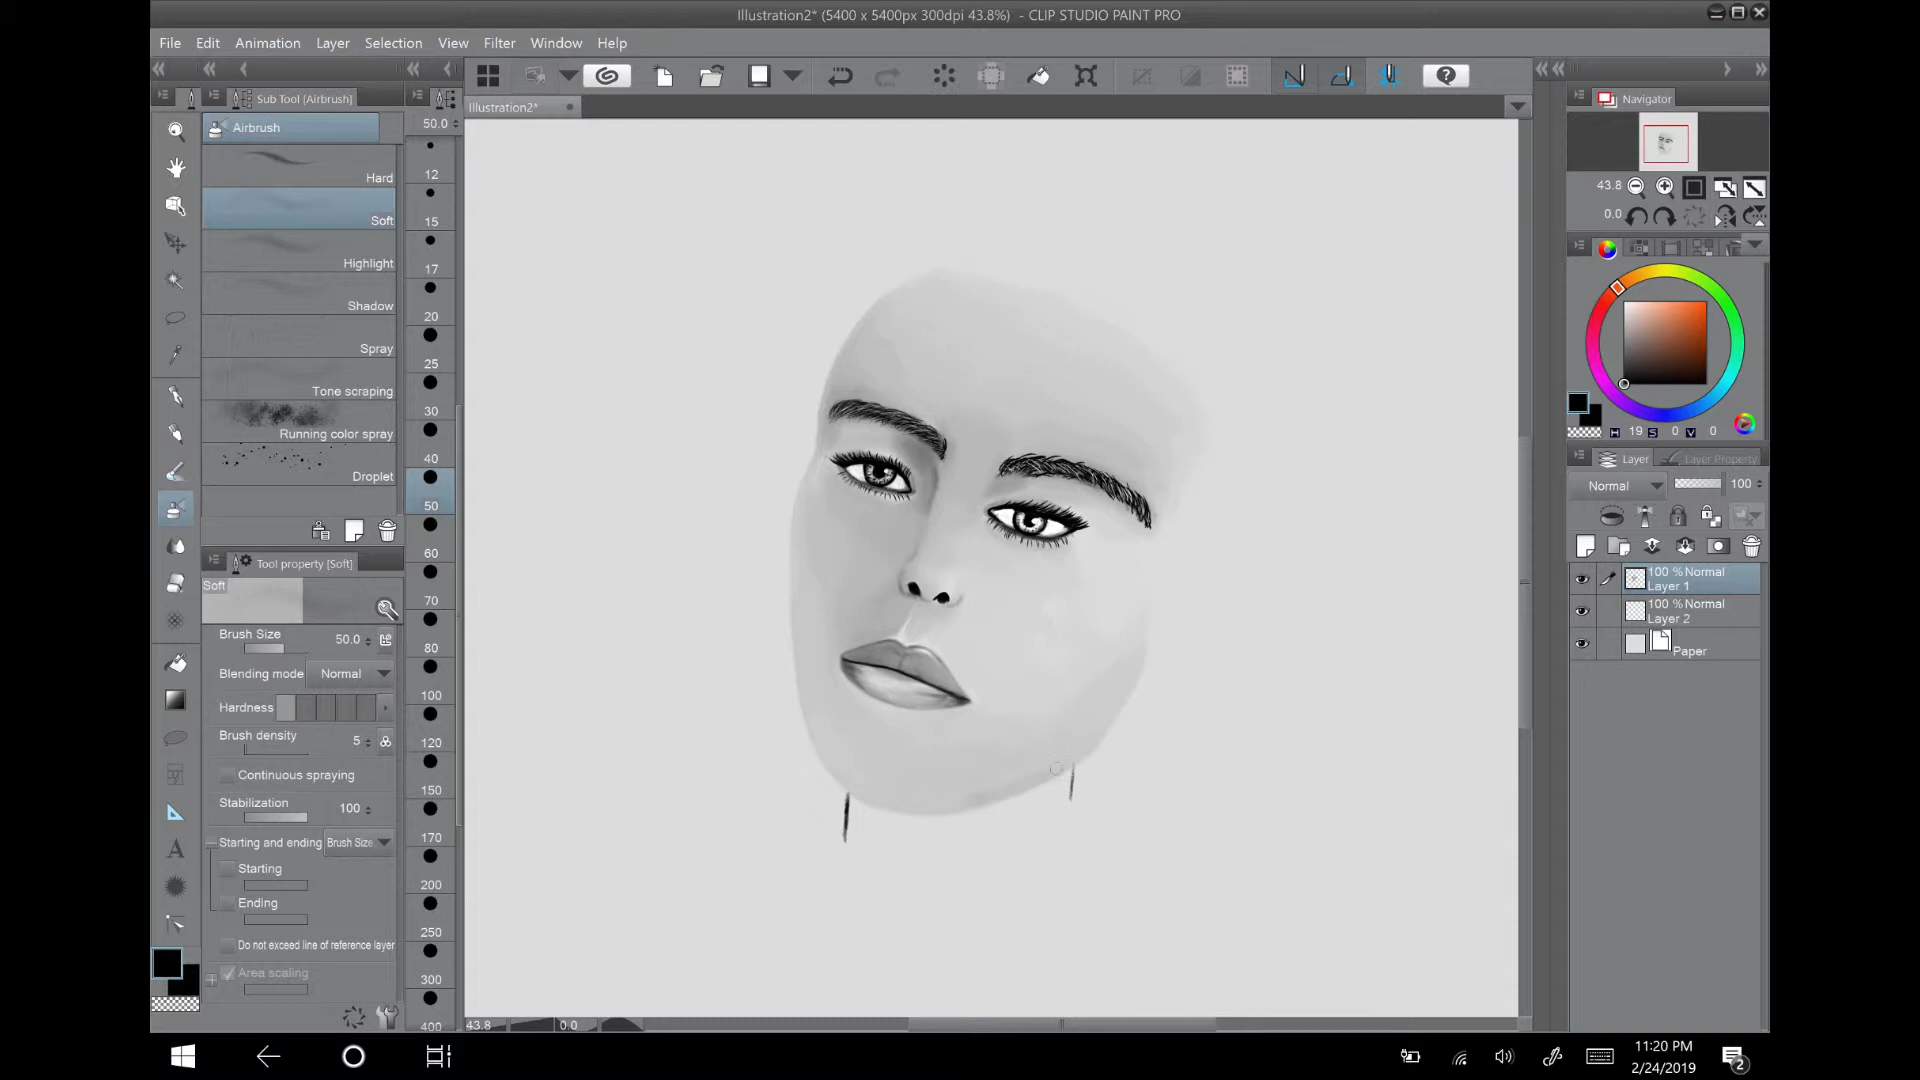 Illustration2* (5400 x 5400px 300dpi 43.8%) - CLIP STUDIO PAINT PRO
File Edit Animation Layer Selection View Filter Window Help
Sub Tool [Airbrush]
Illustration2*
Navigator
Airbrush
50.0
Hard
12
Soft
15
Highlight
17
Shadow
20
Spray
25
Tone scraping
30
Running color spray
40
Droplet
50
60
70
80
100
120
150
170
200
250
300
400
Tool property [Soft]
Soft
Brush Size 50.0
Blending mode Normal
Hardness
Brush density 5
Continuous spraying
Stabilization 100
Starting and ending Brush Size
Starting
Ending
Do not exceed line of reference layer
Area scaling
43.8 0.0
43.8
0.0
H 19 S 0 V 0
Layer Layer Property
Normal 100
100 % Normal
Layer 1
100 % Normal
Layer 2
Paper
11:20 PM
2/24/2019
2